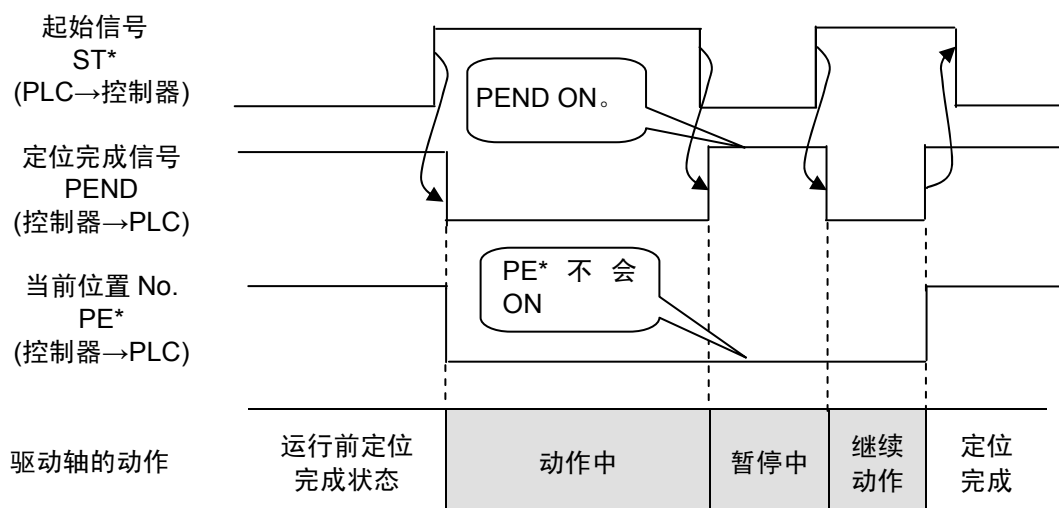 起始信号
ST*
(PLC→控制器)
PEND ON。
定位完成信号
PEND
(控制器→PLC)
PE* 不 会
ON
当前位置 No.
PE*
(控制器→PLC)
驱动轴的动作
运行前定位
完成状态
动作中
暂停中
继续
动作
定位
完成